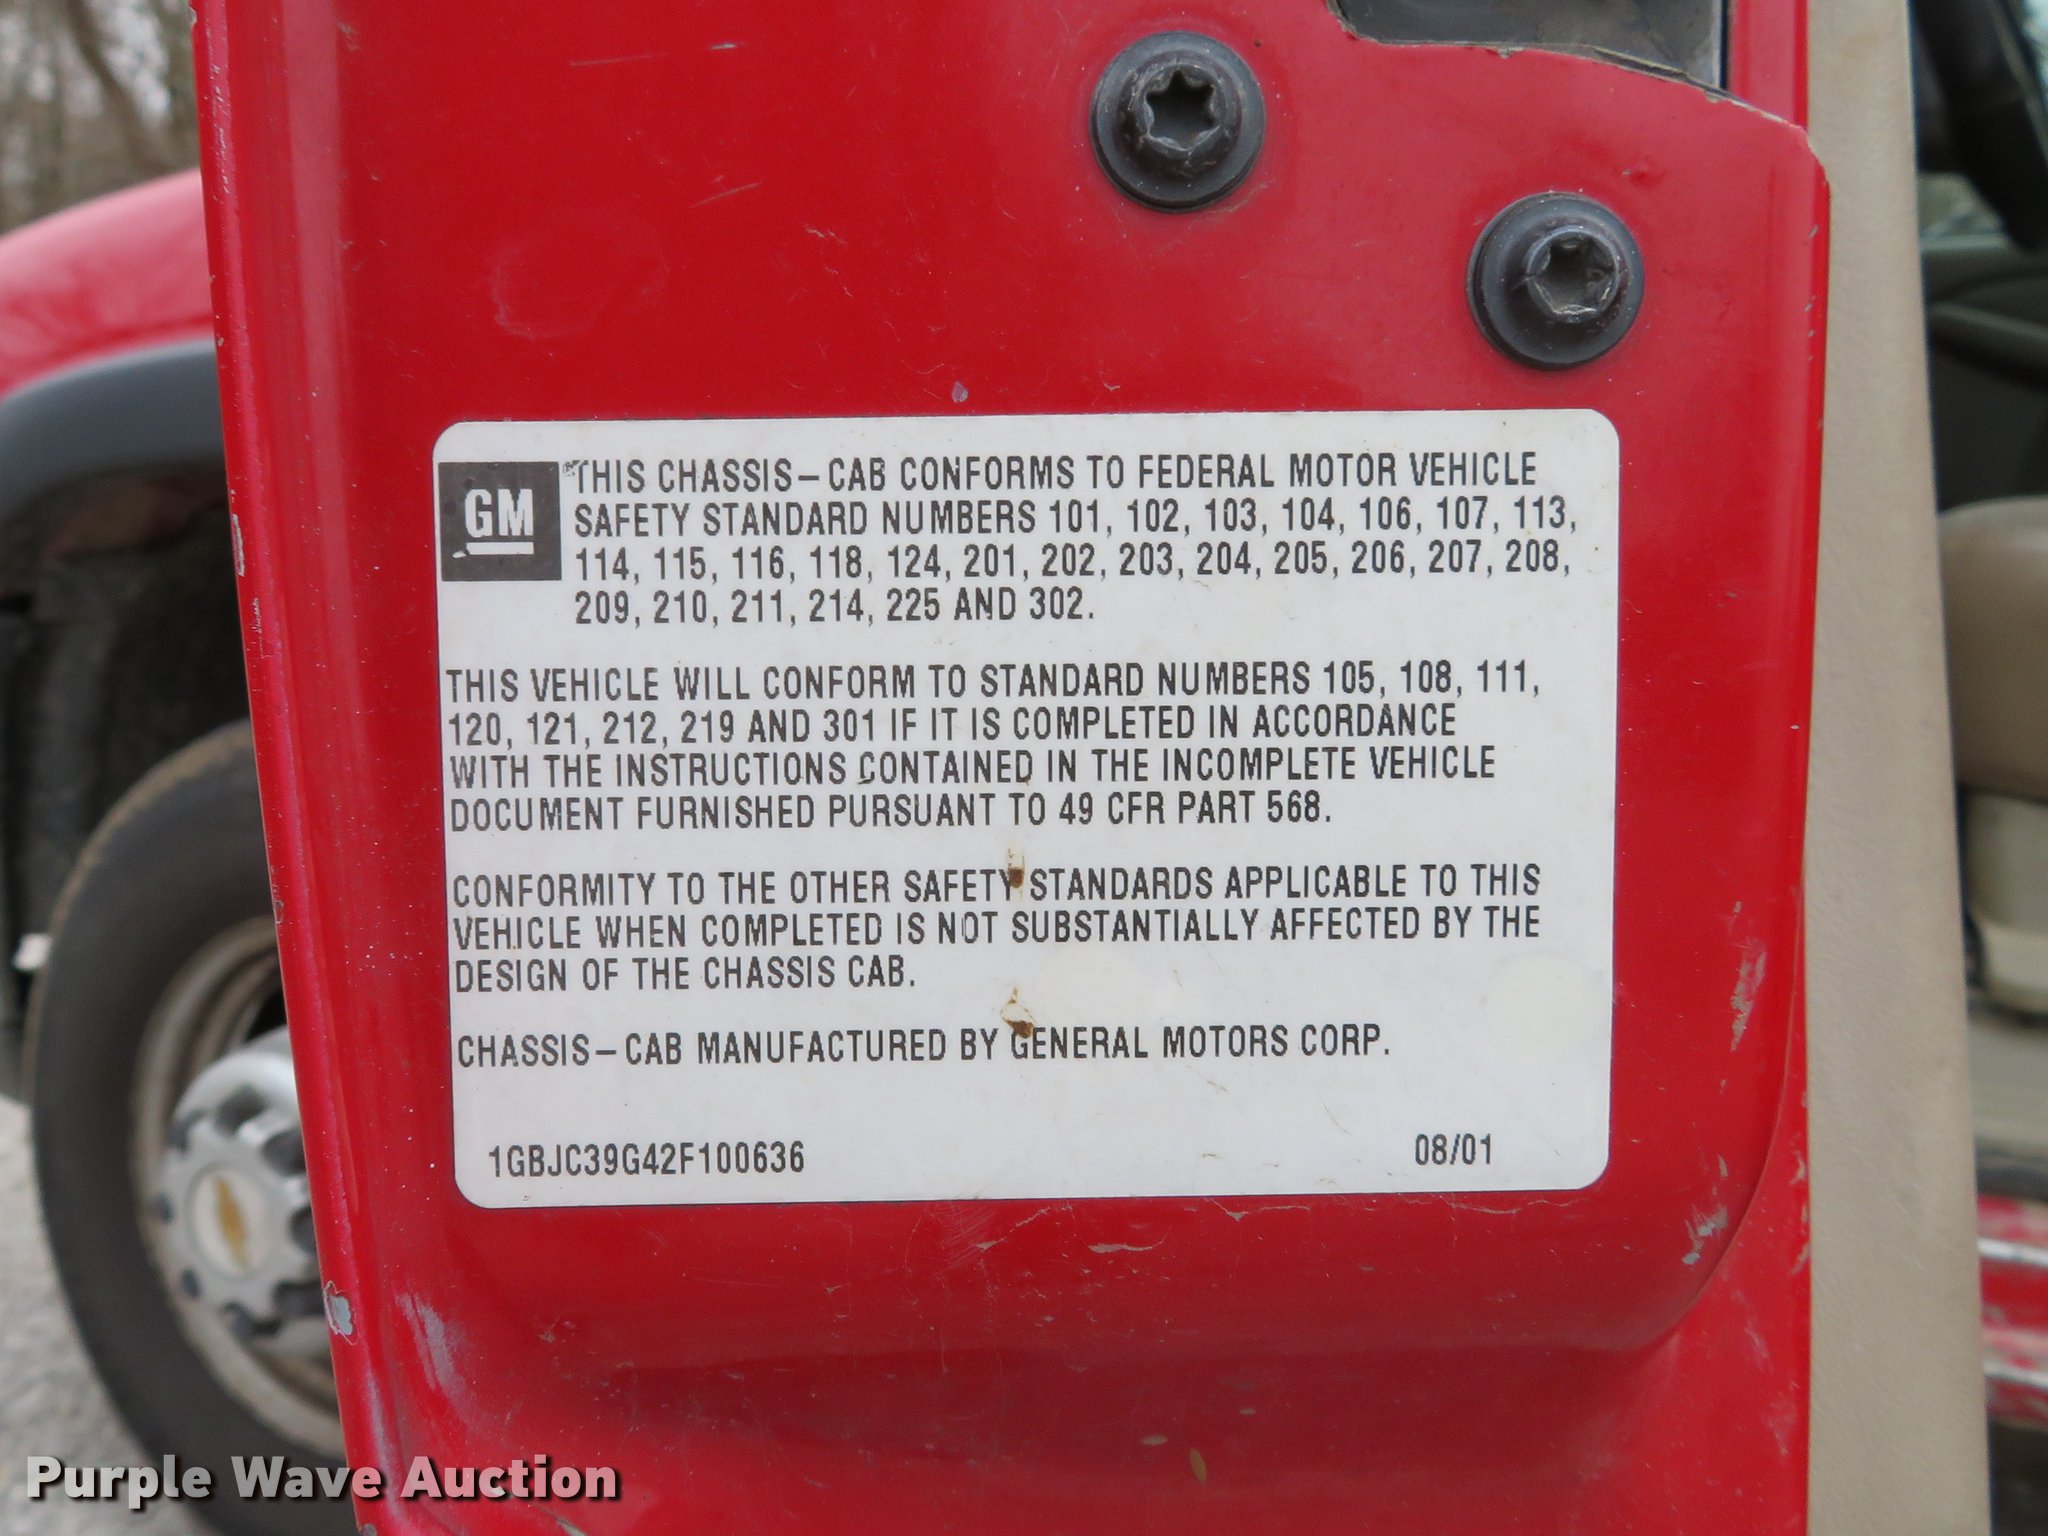 GM
THIS CHASSIS-CAB CONFORMS TO FEDERAL MOTOR VEHICLE
SAFETY STANDARD NUMBERS 101, 102, 103, 104, 106, 107, 113,
114, 115, 116, 118, 124, 201, 202, 203, 204, 205, 206, 207, 208,
209, 210, 211, 214, 225 AND 302.
THIS VEHICLE WILL CONFORM TO STANDARD NUMBERS 105, 108, 111,
120, 121, 212, 219 AND 301 IF IT IS COMPLETED IN ACCORDANCE
WITH THE INSTRUCTIONS CONTAINED IN THE INCOMPLETE VEHICLE
DOCUMENT FURNISHED PURSUANT TO 49 CFR PART 568.
CONFORMITY TO THE OTHER SAFETY STANDARDS APPLICABLE TO THIS
VEHICLE WHEN COMPLETED IS NOT SUBSTANTIALLY AFFECTED BY THE
DESIGN OF THE CHASSIS CAB.
CHASSIS-CAB MANUFACTURED BY GENERAL MOTORS CORP.
1GBJC39G42F100636 08/01
Purple Wave Auction